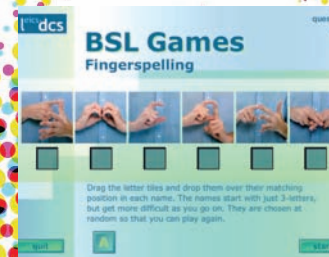 dcs
BSL Games
Fingerspelling
Drag the letter tiles and drop them over their matching
position in each name. The names start with just 3-letters,
but get more difficult as you go on. They are chosen at
random so that you can play again.
quit
A